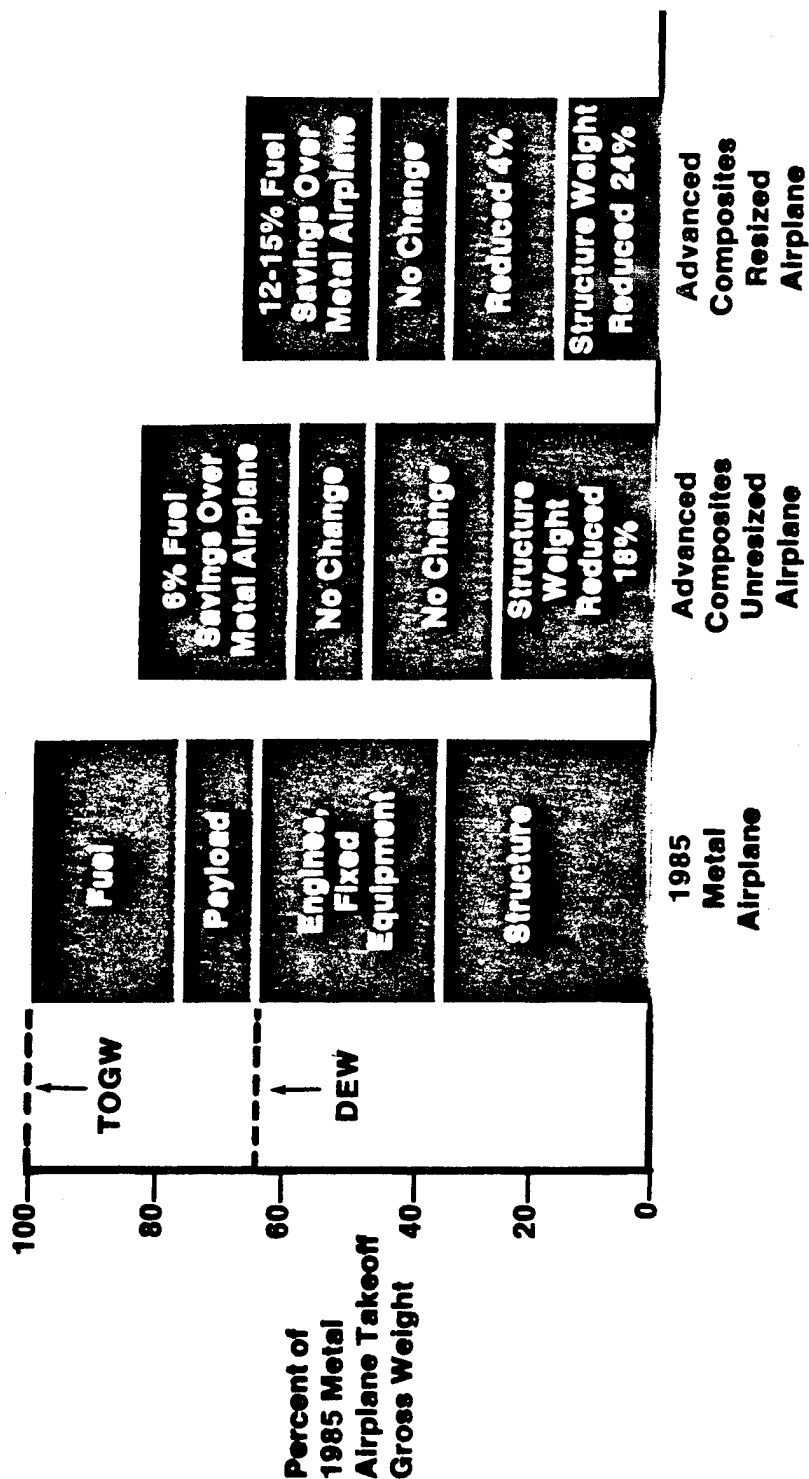 Percent of
1985 Metal
Airplane Takeoff
Gross Weight
100
80
60
40
20
0
TOGW
DEW
Fuel
Payload
Engines,
Fixed
Equipment
Structure
1985
Metal
Airplane
6% Fuel
Savings Over
Metal Airplane
No Change
No Change
Structure
Weight
Reduced
18%
Advanced
Composites
Unresized
Airplane
12-15% Fuel
Savings Over
Metal Airplane
No Change
Reduced 4%
Structure Weight
Reduced 24%
Advanced
Composites
Resized
Airplane